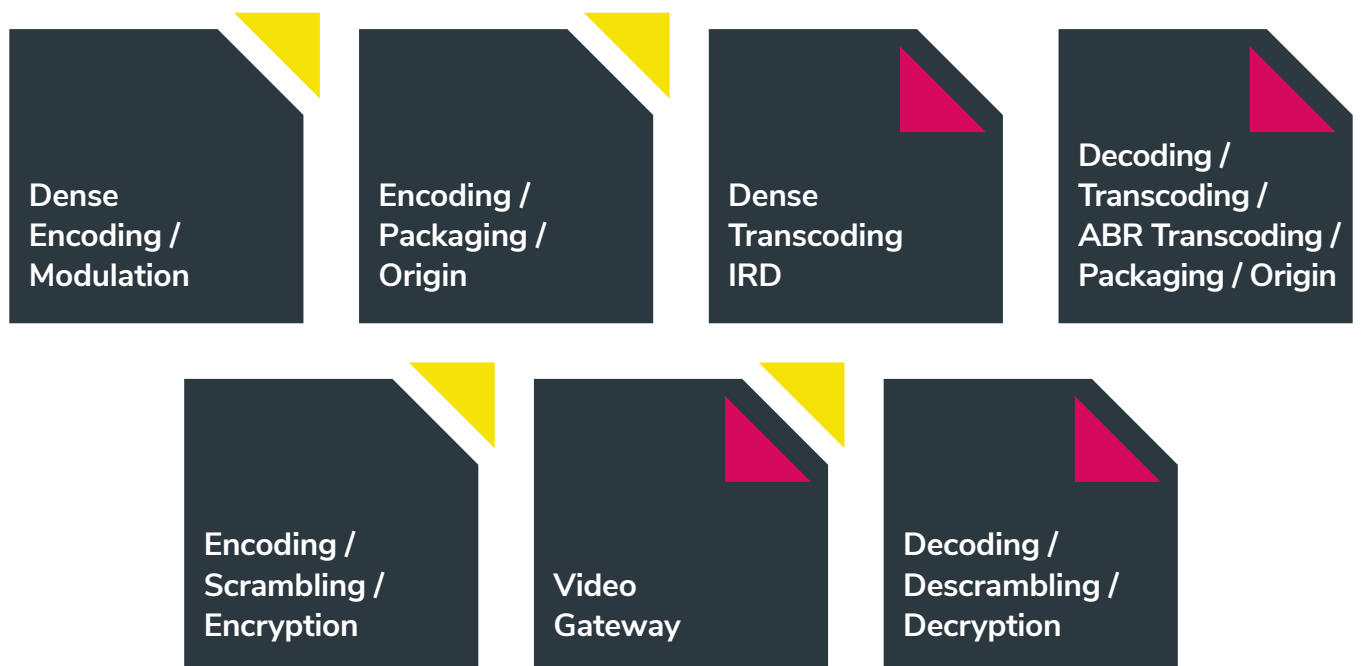 Dense
Encoding /
Modulation
Encoding /
Packaging /
Origin
Dense
Transcoding
IRD
Decoding /
Transcoding /
ABR Transcoding /
Packaging / Origin
Encoding /
Scrambling /
Encryption
Video
Gateway
Decoding /
Descrambling /
Decryption